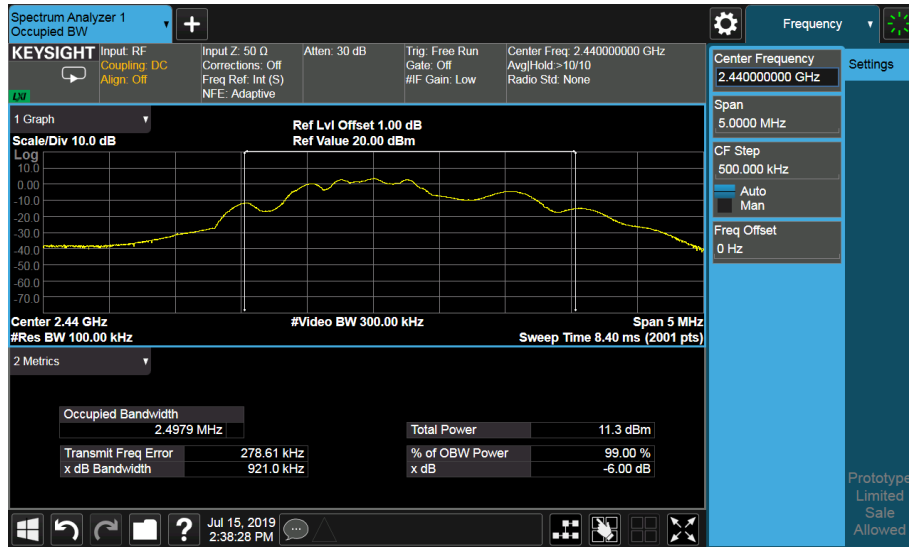 Spectrum Analyzer 1
Occupied BW
+
Frequency
KEYSIGHT
Input: RF
Coupling: DC
Align: Off
Input Z: 50 Ω
Corrections: Off
Freq Ref: Int (S)
NFE: Adaptive
Atten: 30 dB
Trig: Free Run
Gate: Off
#IF Gain: Low
Center Freq: 2.440000000 GHz
Avg|Hold:>10/10
Radio Std: None
LXI
Center Frequency
2.440000000 GHz
Settings
Span
5.0000 MHz
CF Step
500.000 kHz
Auto
Man
Freq Offset
0 Hz
1 Graph
Scale/Div 10.0 dB
Ref Lvl Offset 1.00 dB
Ref Value 20.00 dBm
Log
10.0
0.00
-10.0
-20.0
-30.0
-40.0
-50.0
-60.0
-70.0
Center 2.44 GHz
#Video BW 300.00 kHz
Span 5 MHz
#Res BW 100.00 kHz
Sweep Time 8.40 ms (2001 pts)
2 Metrics
Occupied Bandwidth
2.4979 MHz
Total Power 11.3 dBm
Transmit Freq Error 278.61 kHz
% of OBW Power 99.00 %
x dB Bandwidth 921.0 kHz
x dB -6.00 dB
Prototype
Limited
Sale
Allowed
?
Jul 15, 2019
2:38:28 PM